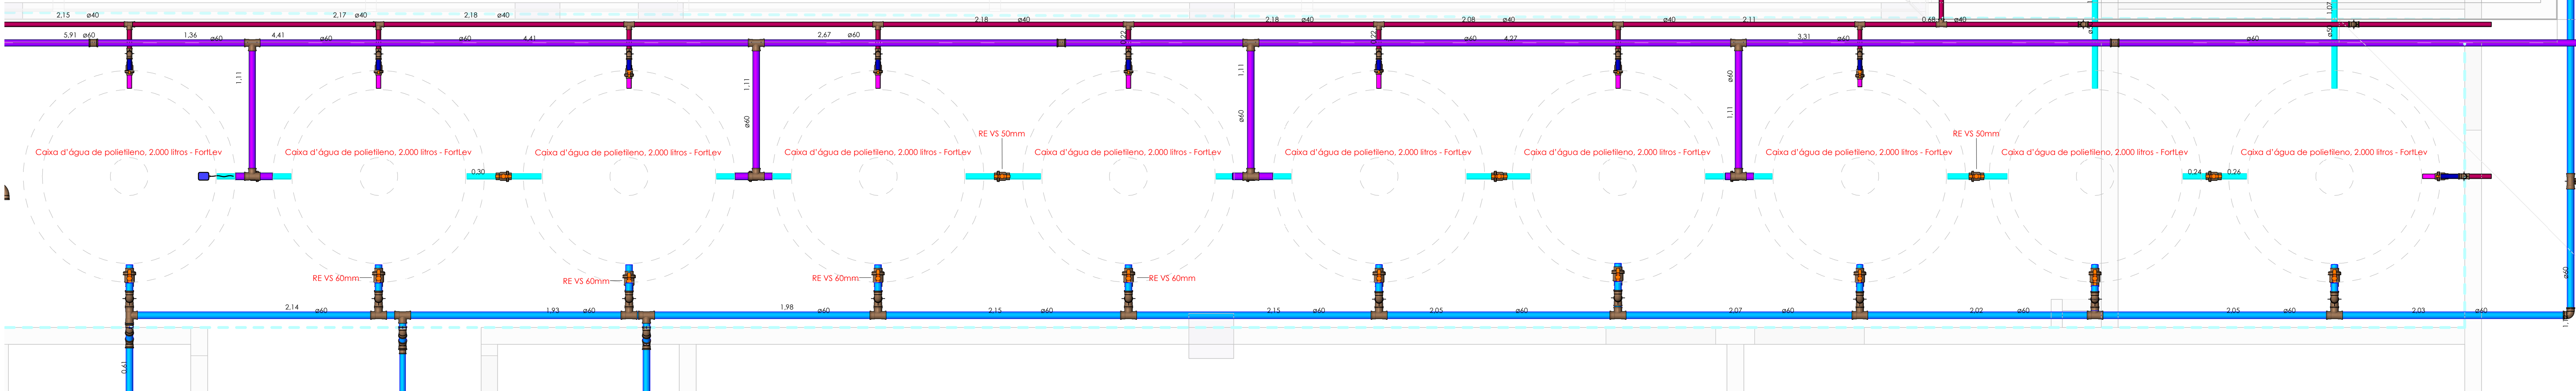 2,15 ø40 2,17 ø40 2,18 ø40 2,18 ø40 2,18 ø40 2,08 ø40 ø40 2,11 0,68 ø40
5,91 ø60 1,36 ø60 4,41 ø60 ø60 4,41 2,67 ø60 ø60 4,27 3,31 ø60 ø60
1,07
1,11 1,11 ø60 1,11 ø60 ø60 1,11
RE VS 50mm RE VS 50mm
Caixa d'água de polietileno, 2.000 litros - FortLev
Caixa d'água de polietileno, 2.000 litros - FortLev
Caixa d'água de polietileno, 2.000 litros - FortLev
Caixa d'água de polietileno, 2.000 litros - FortLev
Caixa d'água de polietileno, 2.000 litros - FortLev
Caixa d'água de polietileno, 2.000 litros - FortLev
Caixa d'água de polietileno, 2.000 litros - FortLev
Caixa d'água de polietileno, 2.000 litros - FortLev
Caixa d'água de polietileno, 2.000 litros - FortLev
Caixa d'água de polietileno, 2.000 litros - FortLev
0,30 0,24 0,26
RE VS 60mm RE VS 60mm RE VS 60mm RE VS 60mm
ø60
2,14 ø60 1,93 ø60 1,98 ø60 2,15 ø60 2,15 ø60 2,05 ø60 2,07 ø60 2,02 ø60 2,05 ø60 2,03 ø60
0,61